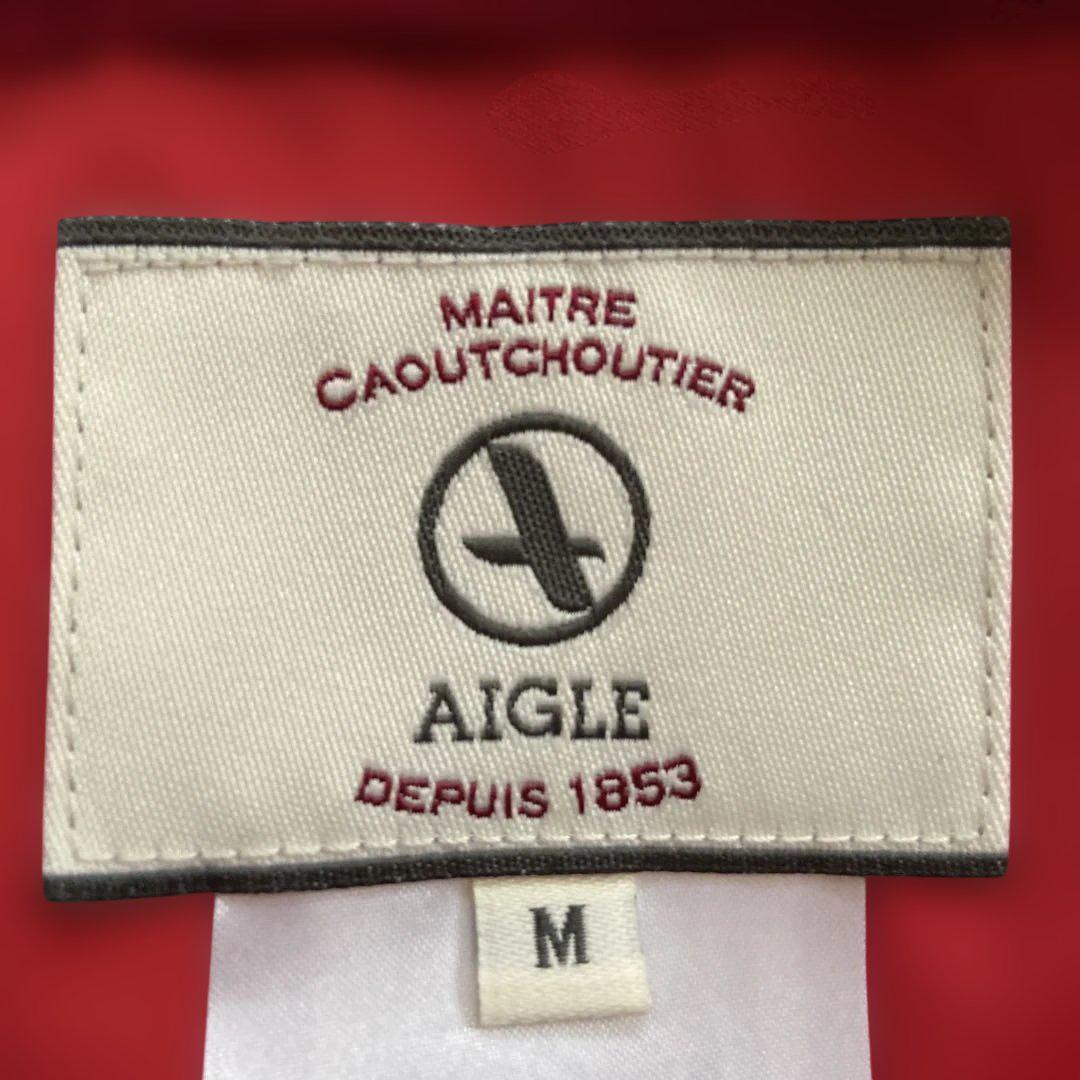 MAITRE
CAOUTCHOUTIER
AIGLE
DEPUIS 1853
M